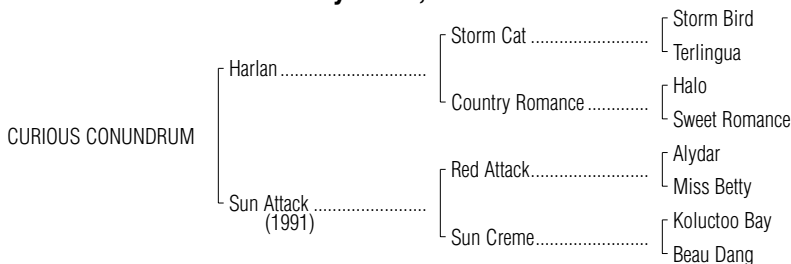 Storm Bird
Storm Cat ..........................
Terlingua
Harlan ...............................
Halo
Country Romance .............
Sweet Romance
CURIOUS CONUNDRUM
Alydar
Red Attack.........................
Miss Betty
Sun Attack ........................
(1991)
Koluctoo Bay
Sun Creme........................
Beau Dang